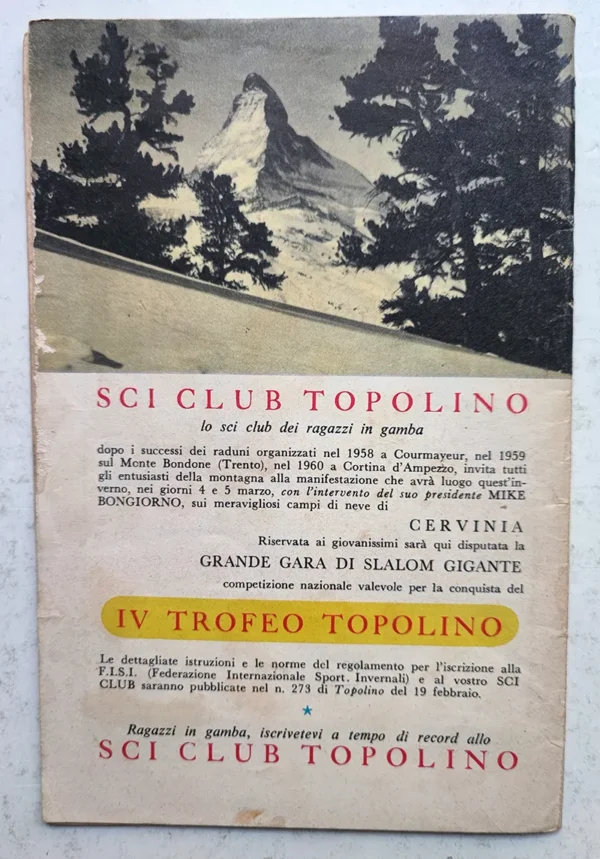 SCI CLUB TOPOLINO
lo sci club dei ragazzi in gamba
dopo i successi dei raduni organizzati nel 1958 a Courmayeur, nel 1959
sul Monte Bondone (Trento), nel 1960 a Cortina d'Ampezzo, invita tutti
gli entusiasti della montagna alla manifestazione che avrà luogo quest'in-
verno, nei giorni 4 e 5 marzo, con l'intervento del suo presidente MIKE
BONGIORNO, sui meravigliosi campi di neve di
CERVINIA
Riservata ai giovanissimi sarà qui disputata la
GRANDE GARA DI SLALOM GIGANTE
competizione nazionale valevole per la conquista del
IV TROFEO TOPOLINO
Le dettagliate istruzioni e le norme del regolamento per l'iscrizione alla
F.I.S.I. (Federazione Internazionale Sport. Invernali) e al vostro SCI
CLUB saranno pubblicate nel n. 273 di Topolino del 19 febbraio.
Ragazzi in gamba, iscrivetevi a tempo di record allo
SCI CLUB TOPOLINO